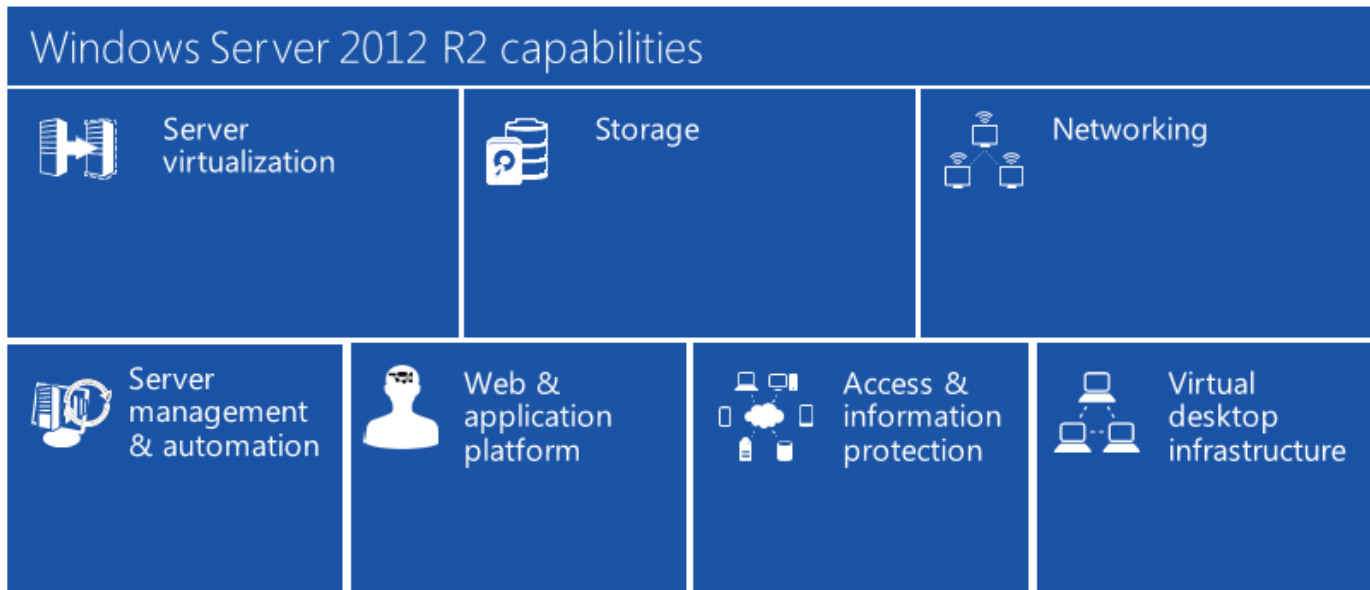 Windows Server 2012 R2 capabilities
Server
virtualization
Storage
Networking
Server
management
& automation
Web &
application
platform
Access &
information
protection
Virtual
desktop
infrastructure